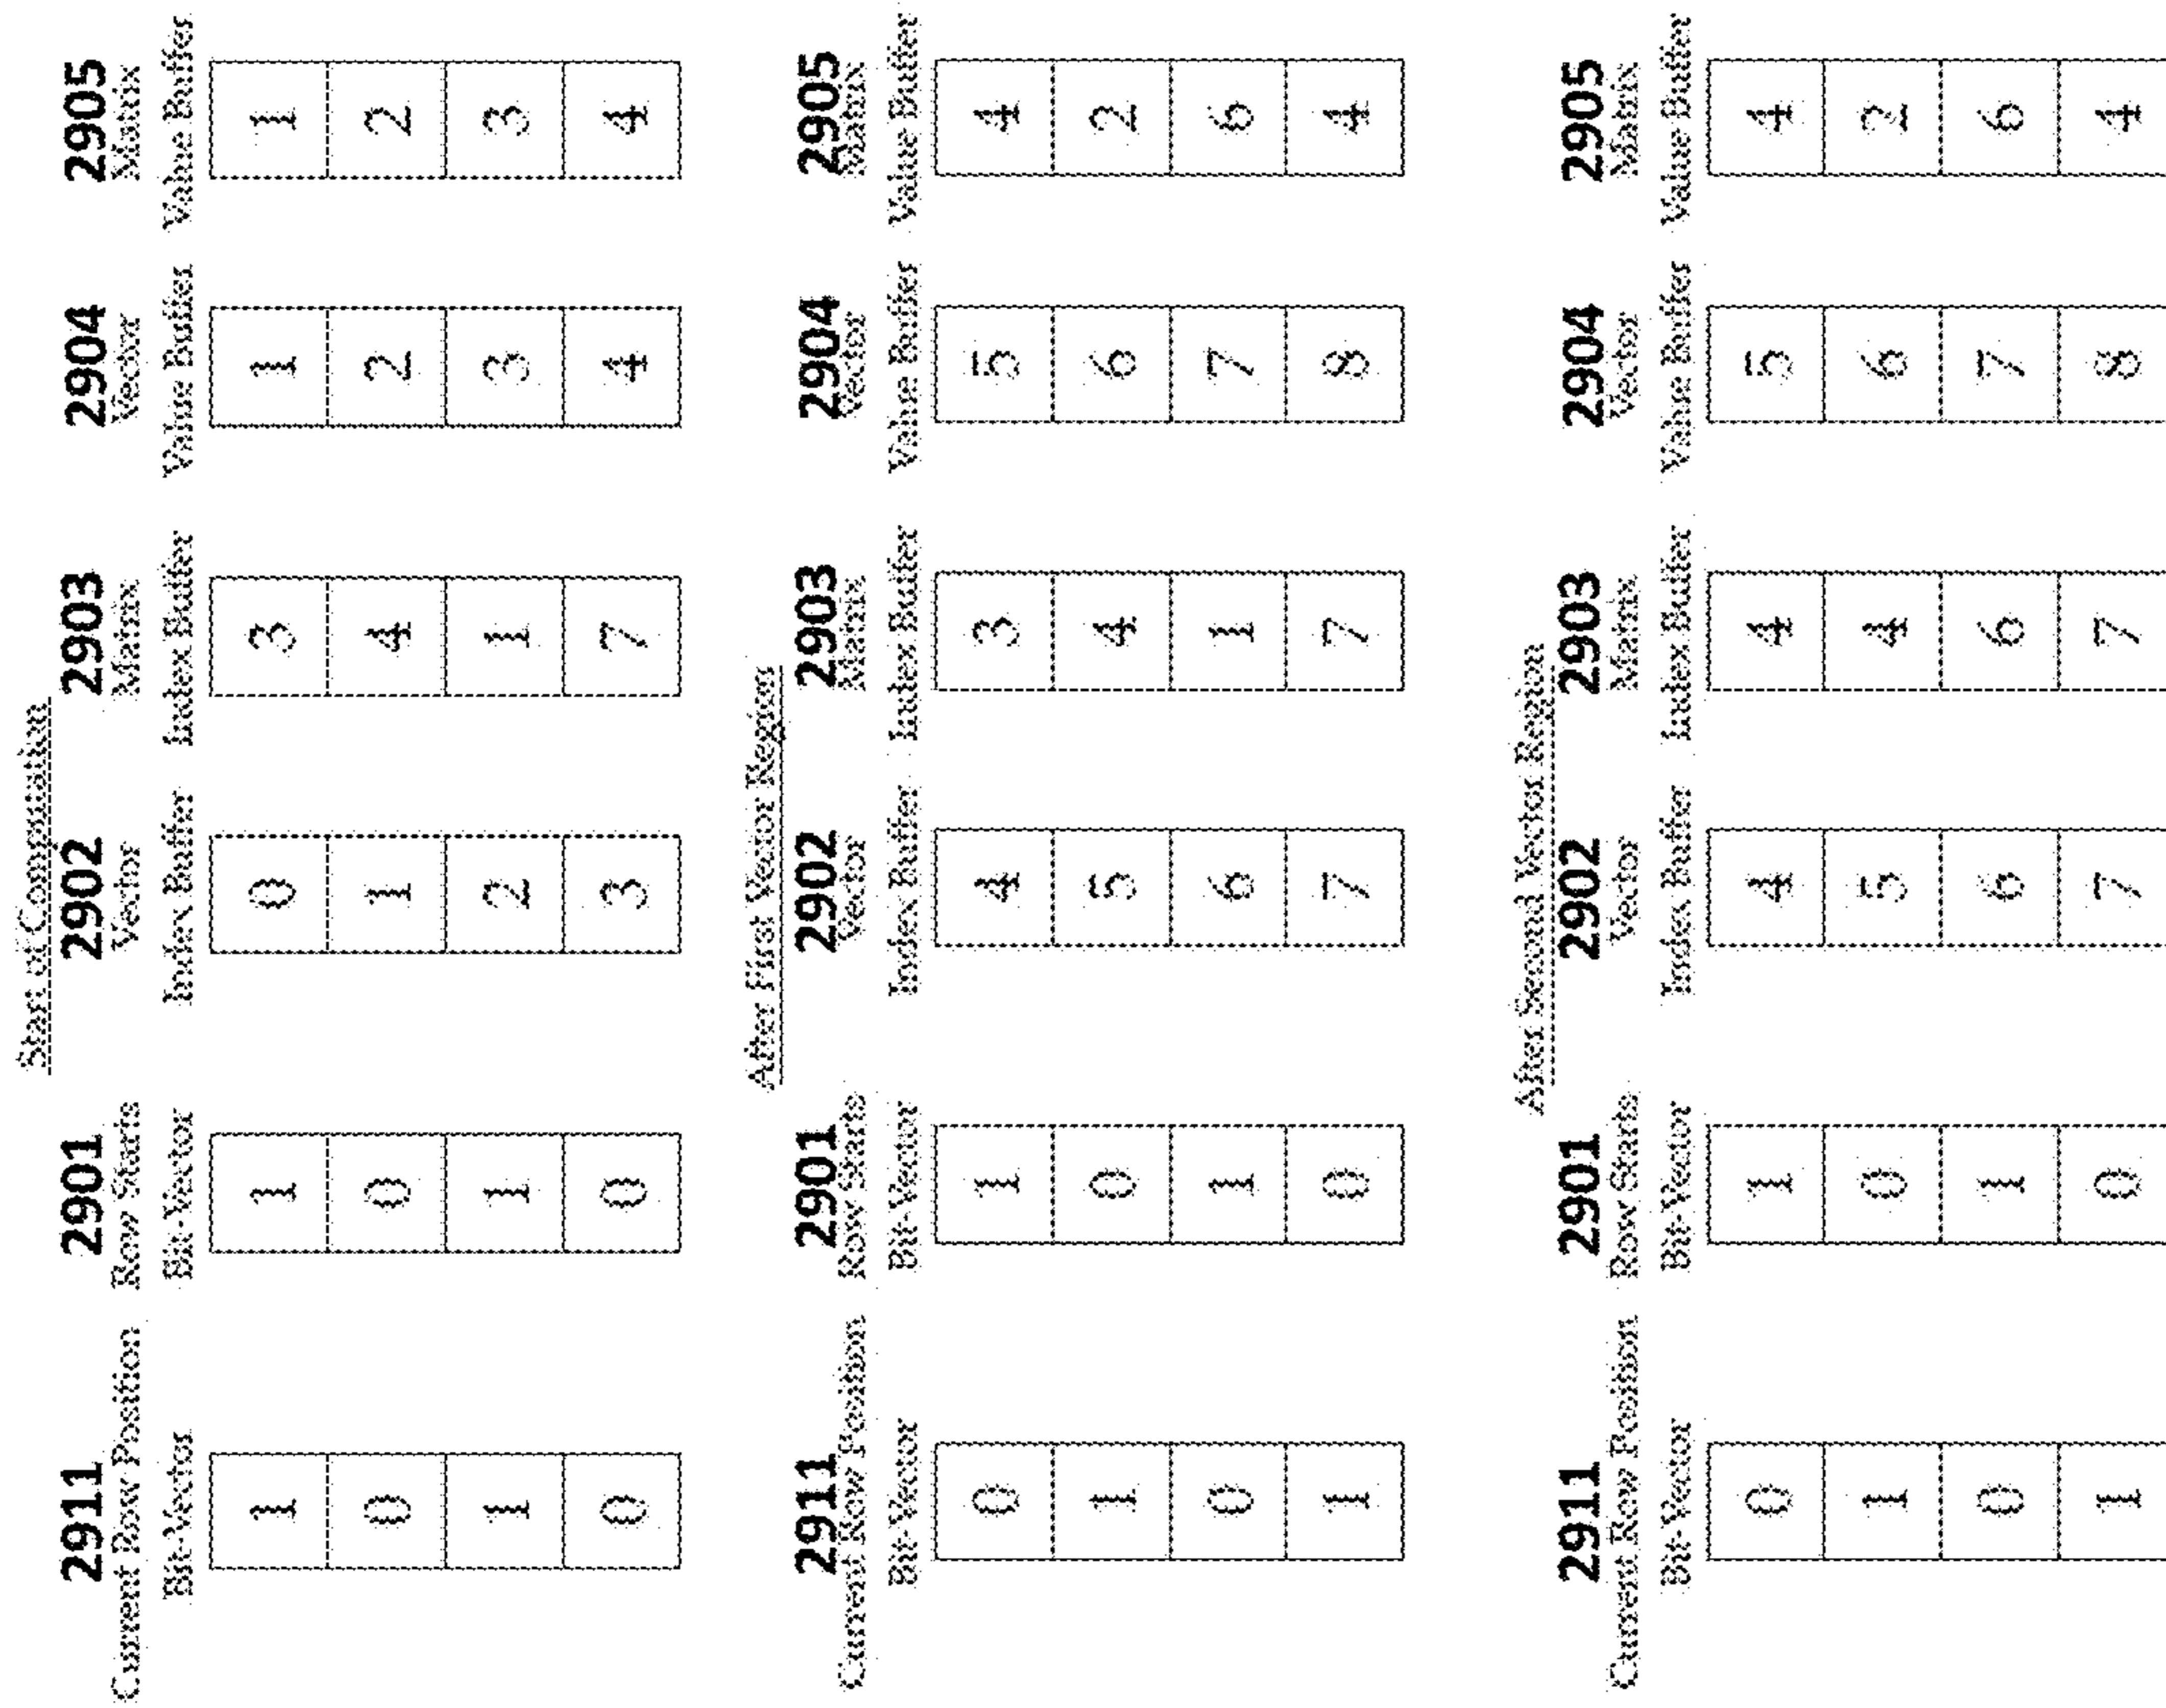 Start of Computation
2911 2901 2902 2903 2904 2905
Current Row Position Row Starts Vector Matrix Vector Matrix
Bit-Vector Bit-Vector Index Buffer Index Buffer Value Buffer Value Buffer
1 1 0 3 1 1
0 0 1 4 2 2
1 1 2 1 3 3
0 0 3 7 4 4
After First Vector Region
2911 2901 2902 2903 2904 2905
Current Row Position Row Starts Vector Matrix Vector Matrix
Bit-Vector Bit-Vector Index Buffer Index Buffer Value Buffer Value Buffer
0 1 4 3 5 4
1 0 5 4 6 2
0 1 6 1 7 6
1 0 7 7 8 4
After Second Vector Region
2911 2901 2902 2903 2904 2905
Current Row Position Row Starts Vector Matrix Vector Matrix
Bit-Vector Bit-Vector Index Buffer Index Buffer Value Buffer Value Buffer
0 1 4 4 5 4
1 0 5 4 6 2
0 1 6 6 7 6
1 0 7 7 8 4